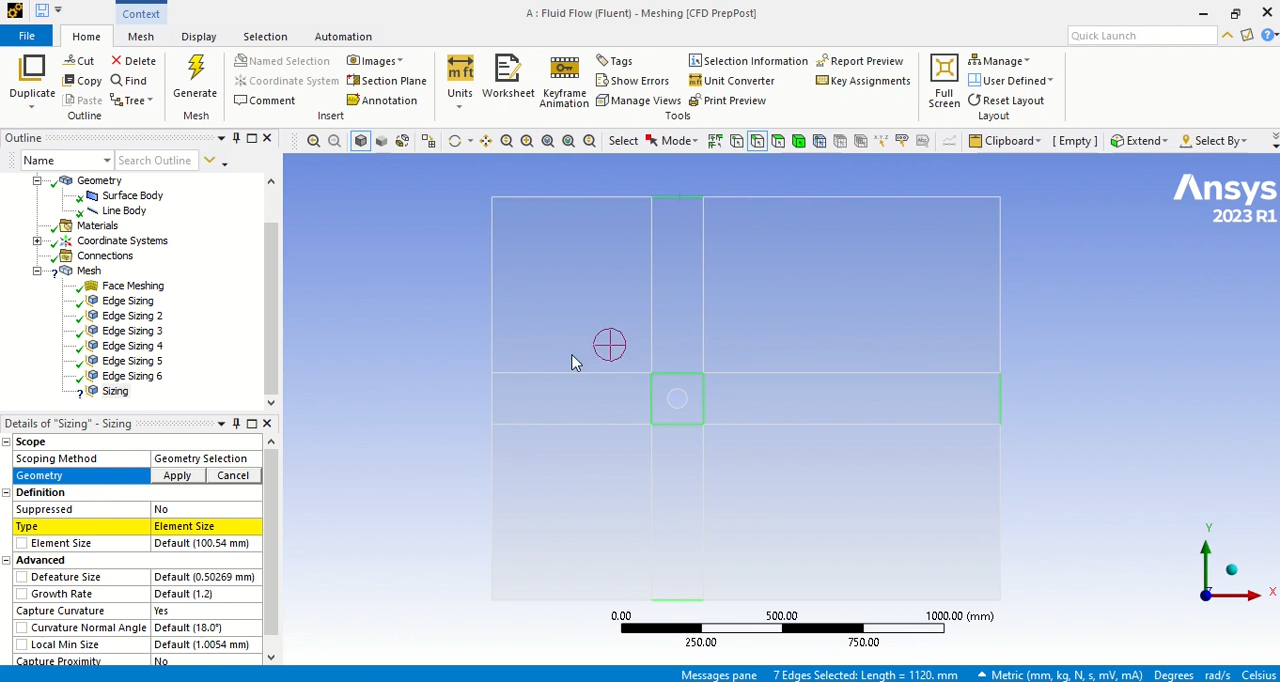 Context
A : Fluid Flow (Fluent) - Meshing [CFD PrepPost]
File Home Mesh Display Selection Automation Quick Launch
Duplicate
Cut Delete
Copy Find
Paste Tree
Outline
Generate
Mesh
Named Selection Images
Coordinate System Section Plane
Comment Annotation
Insert
Units
Worksheet
Keyframe Animation
Tags
Show Errors
Manage Views
Selection Information
Unit Converter
Print Preview
Report Preview
Key Assignments
Tools
Full Screen
Manage
User Defined
Reset Layout
Layout
Outline
Name Search Outline
Select Mode Clipboard [ Empty ] Extend Select By
Geometry
Surface Body
Line Body
Materials
Coordinate Systems
Connections
Mesh
Face Meshing
Edge Sizing
Edge Sizing 2
Edge Sizing 3
Edge Sizing 4
Edge Sizing 5
Edge Sizing 6
Sizing
Details of "Sizing" - Sizing
Scope
Scoping Method Geometry Selection
Geometry Apply Cancel
Definition
Suppressed No
Type Element Size
Element Size Default (100.54 mm)
Advanced
Defeature Size Default (0.50269 mm)
Growth Rate Default (1.2)
Capture Curvature Yes
Curvature Normal Angle Default (18.0°)
Local Min Size Default (1.0054 mm)
Capture Proximity No
Ansys
2023 R1
Y
X
0.00 500.00 1000.00 (mm)
250.00 750.00
Messages pane 7 Edges Selected: Length = 1120. mm Metric (mm, kg, N, s, mV, mA) Degrees rad/s Celsius